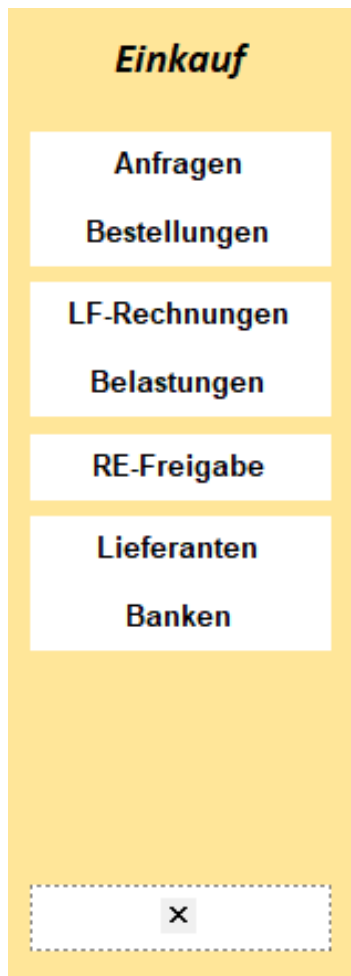 Einkauf
Anfragen
Bestellungen
LF-Rechnungen
Belastungen
RE-Freigabe
Lieferanten
Banken